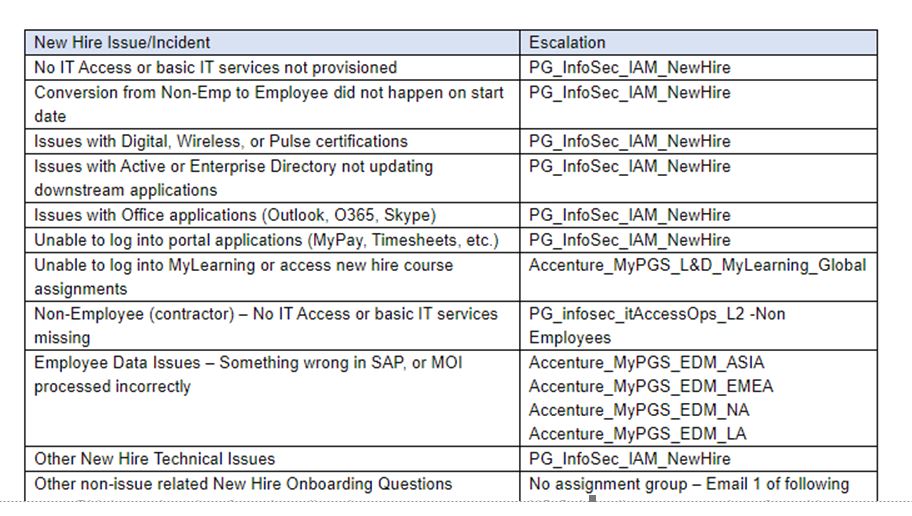 New Hire Issue/Incident Escalation
No IT Access or basic IT services not provisioned PG_InfoSec_IAM_NewHire
Conversion from Non-Emp to Employee did not happen on start PG_InfoSec_IAM_NewHire
date
Issues with Digital, Wireless, or Pulse certifications PG_InfoSec_IAM_NewHire
Issues with Active or Enterprise Directory not updating PG_InfoSec_IAM_NewHire
downstream applications
Issues with Office applications (Outlook, O365, Skype) PG_InfoSec_IAM_NewHire
Unable to log into portal applications (MyPay, Timesheets, etc.) PG_InfoSec_IAM_NewHire
Unable to log into MyLearning or access new hire course Accenture_MyPGS_L&D_MyLearning_Global
assignments
Non-Employee (contractor) – No IT Access or basic IT services PG_infosec_itAccessOps_L2 -Non
missing Employees
Employee Data Issues – Something wrong in SAP, or MOI Accenture_MyPGS_EDM_ASIA
processed incorrectly Accenture_MyPGS_EDM_EMEA
Accenture_MyPGS_EDM_NA
Accenture_MyPGS_EDM_LA
Other New Hire Technical Issues PG_InfoSec_IAM_NewHire
Other non-issue related New Hire Onboarding Questions No assignment group – Email 1 of following